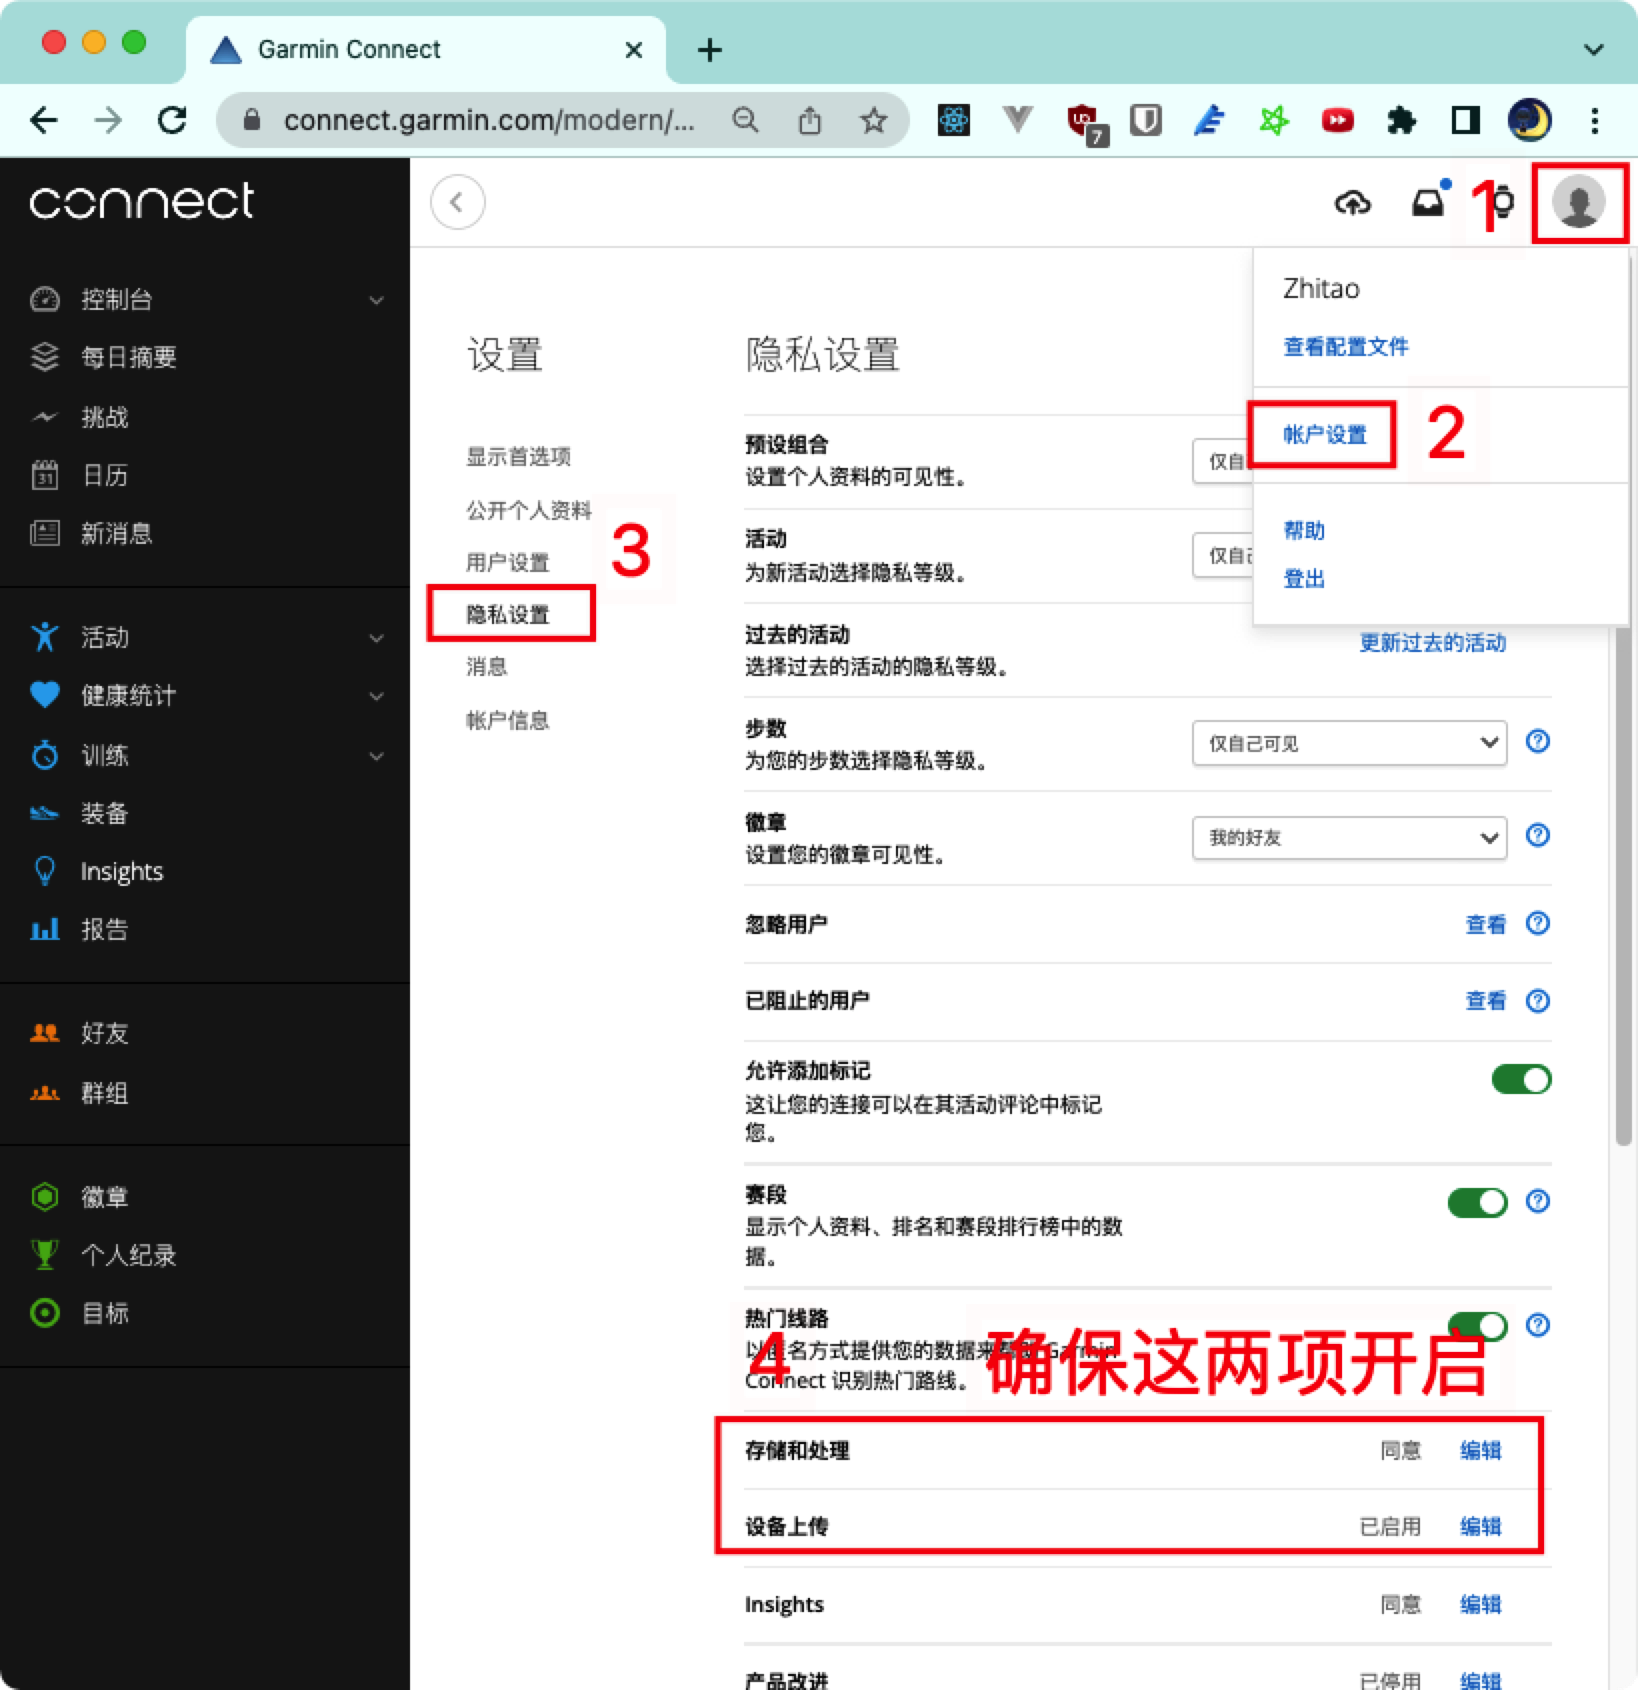 Garmin Connect
connect.garmin.com/modern/...
7
connect
1
控制台
每日摘要
挑战
31
日历
新消息
活动
健康统计
训练
装备
Insights
报告
好友
群组
徽章
个人纪录
目标
Zhitao
查看配置文件
帐户设置
2
帮助
登出
设置
显示首选项
公开个人资料
用户设置
3
隐私设置
消息
帐户信息
隐私设置
预设组合
设置个人资料的可见性。
仅自
活动
为新活动选择隐私等级。
仅自
过去的活动
选择过去的活动的隐私等级。
更新过去的活动
步数
为您的步数选择隐私等级。
仅自己可见
徽章
设置您的徽章可见性。
我的好友
忽略用户
查看
已阻止的用户
查看
允许添加标记
这让您的连接可以在其活动评论中标记
您。
赛段
显示个人资料、排名和赛段排行榜中的数
据。
热门线路
以匿名方式提供您的数据来帮助 Garmin
Connect 识别热门路线。
4 确保这两项开启
存储和处理 同意 编辑
设备上传 已启用 编辑
Insights 同意 编辑
产品改进 已停用 编辑